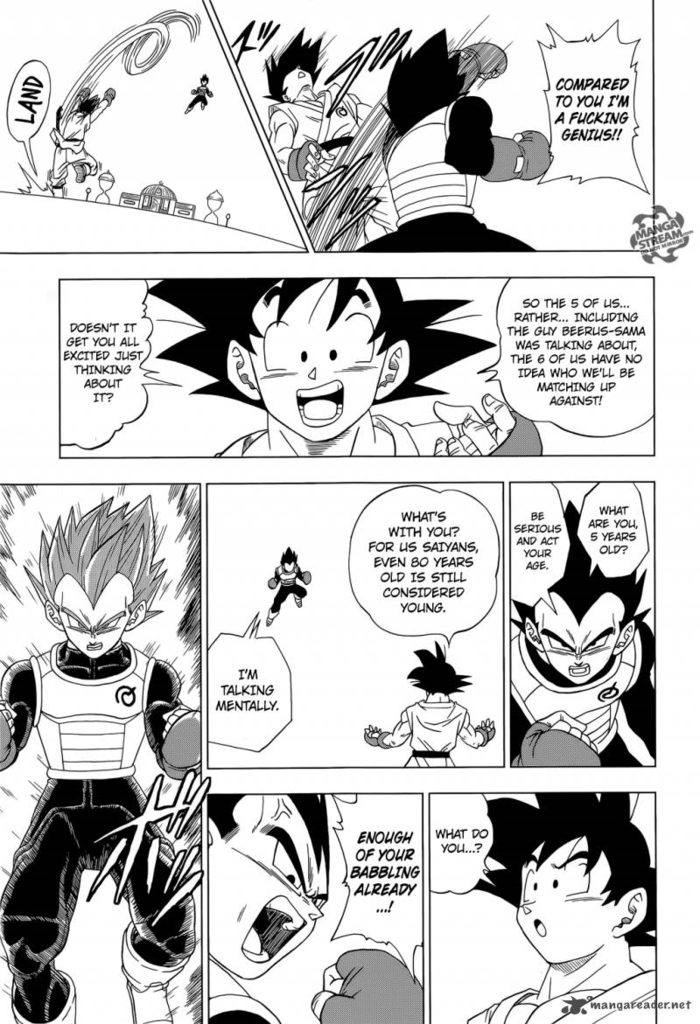 COMPARED
TO YOU I'M
A FUCKING
GENIUS!!
LAND
MANGA
STREAM
DO NOT MIRROR
SO THE 5 OF US...
RATHER... INCLUDING
THE GUY BEERUS-SAMA
WAS TALKING ABOUT,
THE 6 OF US HAVE NO
IDEA WHO WE'LL BE
MATCHING UP
AGAINST!
DOESN'T IT
GET YOU ALL
EXCITED JUST
THINKING
ABOUT
IT?
WHAT
ARE YOU,
5 YEARS
OLD?
BE
SERIOUS
AND ACT
YOUR
AGE.
WHAT'S
WITH YOU?
FOR US SAIYANS,
EVEN 80 YEARS
OLD IS STILL
CONSIDERED
YOUNG.
I'M
TALKING
MENTALLY.
WHAT DO
YOU...?
ENOUGH
OF YOUR
BABBLING
ALREADY
...!
mangareader.net